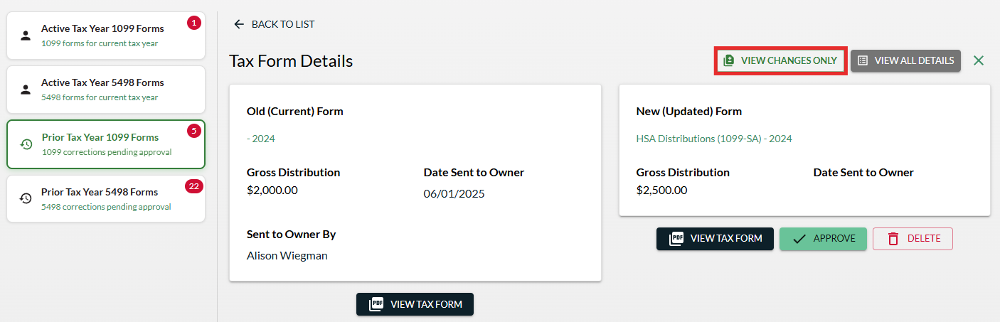 Active Tax Year 1099 Forms
1
1099 forms for current tax year
Active Tax Year 5498 Forms
5498 forms for current tax year
Prior Tax Year 1099 Forms
5
1099 corrections pending approval
Prior Tax Year 5498 Forms
22
5498 corrections pending approval
BACK TO LIST
Tax Form Details
VIEW CHANGES ONLY
VIEW ALL DETAILS
Old (Current) Form
- 2024
Gross Distribution
$2,000.00
Date Sent to Owner
06/01/2025
Sent to Owner By
Alison Wiegman
PDF VIEW TAX FORM
New (Updated) Form
HSA Distributions (1099-SA) - 2024
Gross Distribution
$2,500.00
Date Sent to Owner
PDF VIEW TAX FORM
APPROVE
DELETE